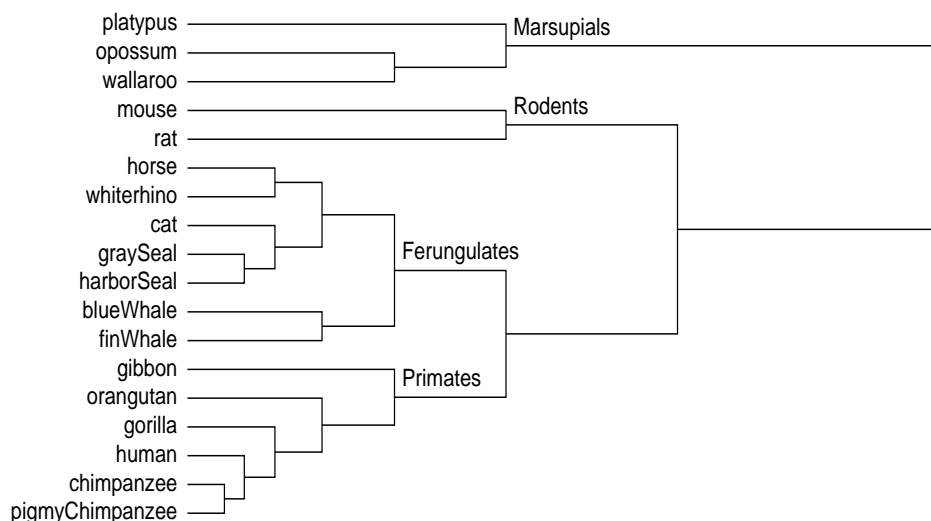 platypus
Marsupials
opossum
wallaroo
mouse
Rodents
rat
horse
whiterhino
cat
graySeal
Ferungulates
harborSeal
blueWhale
finWhale
gibbon
Primates
orangutan
gorilla
human
chimpanzee
pigmyChimpanzee